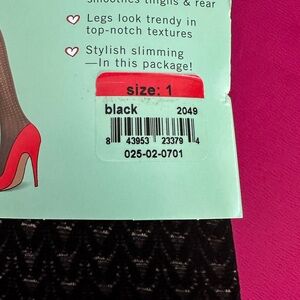 Smoothes thighs & rear
Legs look trendy in
top-notch textures
Stylish slimming
—In this package!
size: 1
black 2049
8 43953 23379 4
025-02-0701